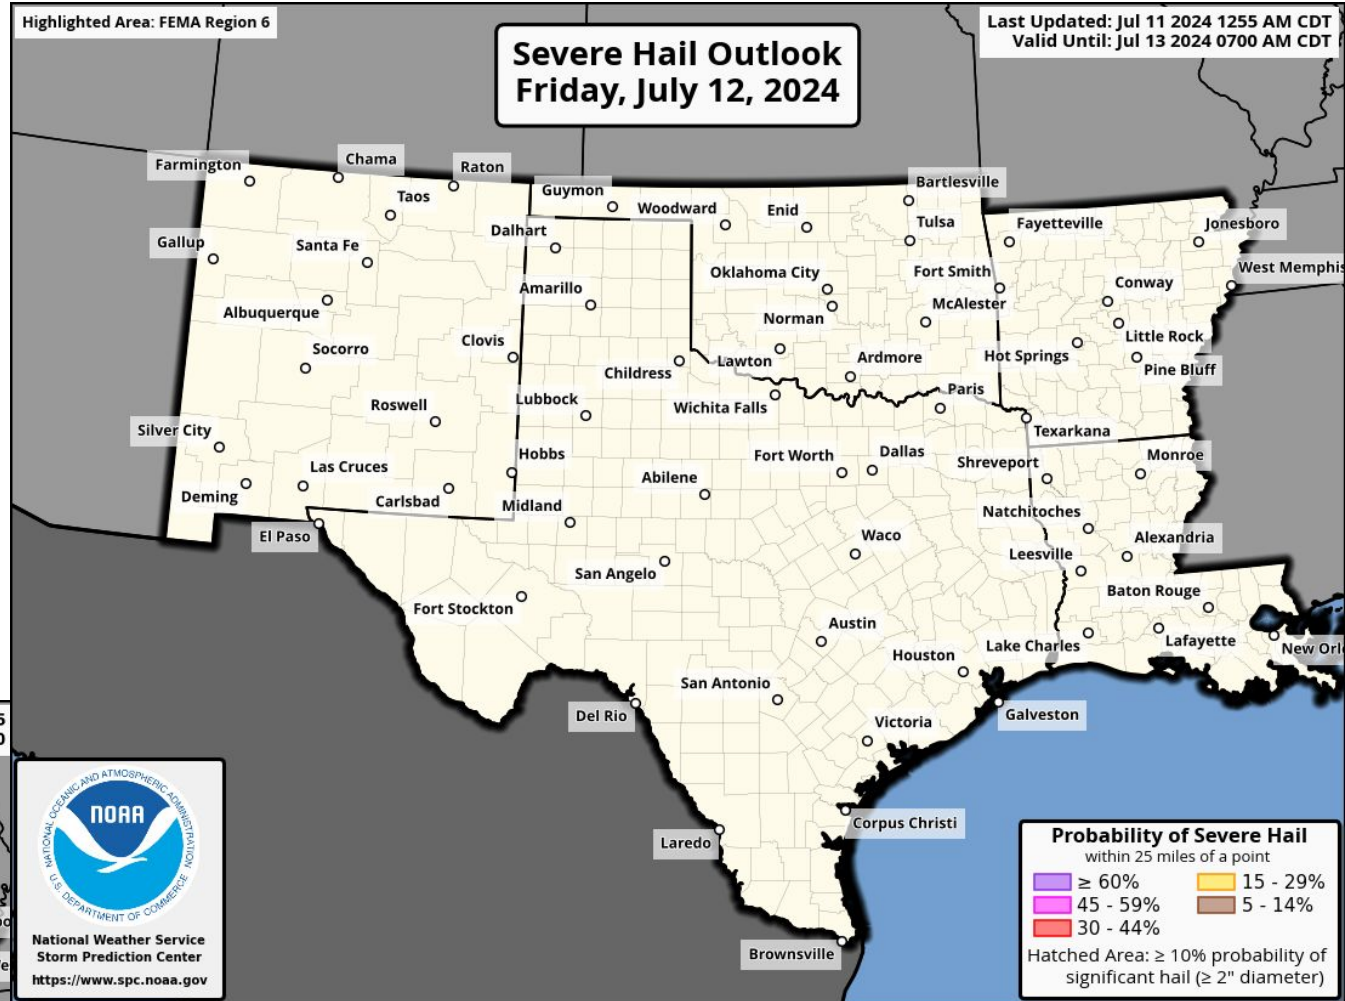 Highlighted Area: FEMA Region 6
Last Updated: Jul 11 2024 1255 AM CDT
Valid Until: Jul 13 2024 0700 AM CDT
Severe Hail Outlook
Friday, July 12, 2024
Farmington
Chama
Raton
Taos
Guymon
Woodward
Enid
Bartlesville
Tulsa
Fayetteville
Jonesboro
Gallup
Santa Fe
Dalhart
Oklahoma City
Fort Smith
West Memphis
Amarillo
Conway
McAlester
Albuquerque
Norman
Little Rock
Socorro
Clovis
Childress
Lawton
Ardmore
Hot Springs
Pine Bluff
Roswell
Lubbock
Wichita Falls
Paris
Silver City
Texarkana
Hobbs
Fort Worth
Dallas
Shreveport
Monroe
Las Cruces
Abilene
Deming
Carlsbad
Midland
Natchitoches
El Paso
Waco
Alexandria
San Angelo
Leesville
Fort Stockton
Baton Rouge
Austin
Lake Charles
Lafayette
New Orl
Houston
San Antonio
Del Rio
Victoria
Galveston
Corpus Christi
Laredo
Brownsville
NATIONAL OCEANIC AND ATMOSPHERIC ADMINISTRATION
NOAA
U.S. DEPARTMENT OF COMMERCE
National Weather Service
Storm Prediction Center
https://www.spc.noaa.gov
Probability of Severe Hail
within 25 miles of a point
≥ 60%
15 - 29%
45 - 59%
5 - 14%
30 - 44%
Hatched Area: ≥ 10% probability of
significant hail (≥ 2" diameter)